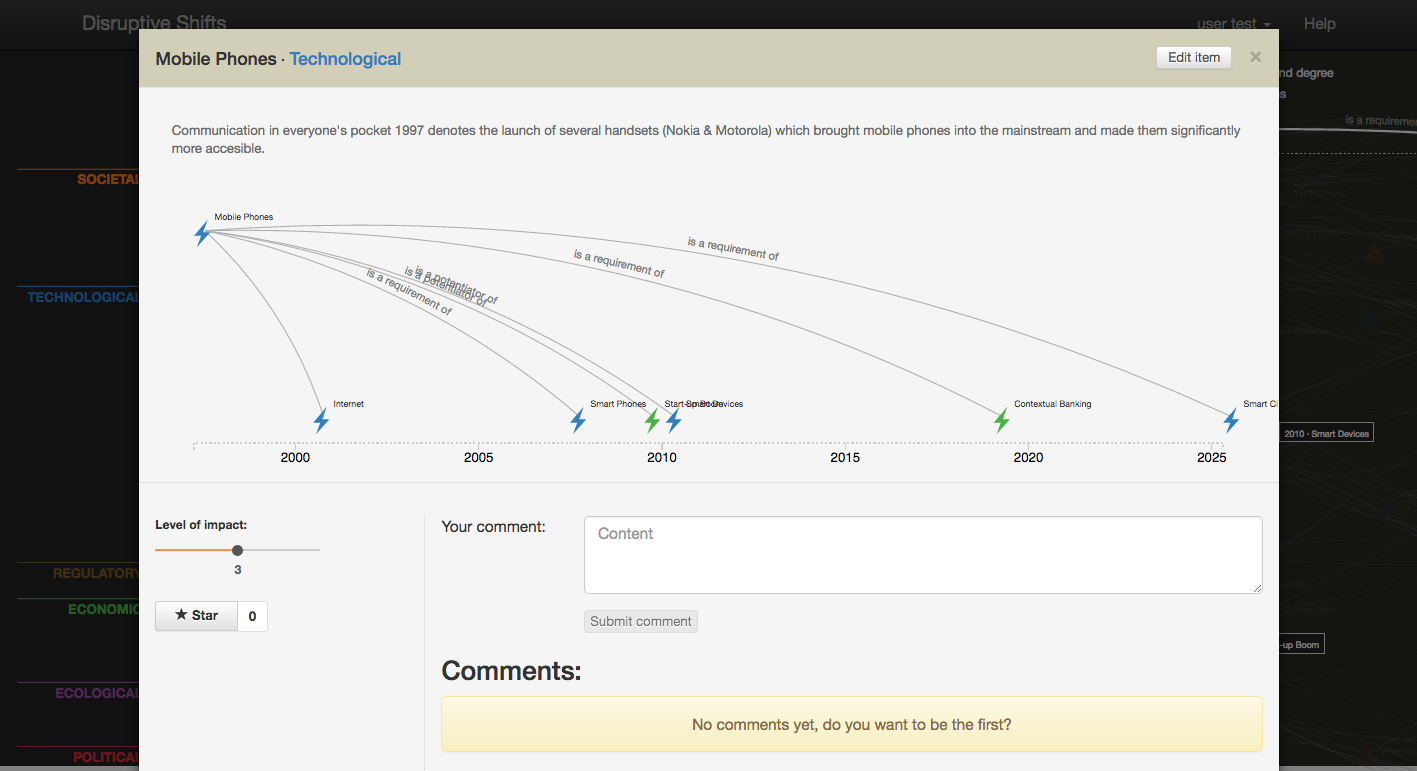 Disruptive Shifts
user test
Help
Mobile Phones · Technological
Edit item
×
nd degree
s
Communication in everyone's pocket 1997 denotes the launch of several handsets (Nokia & Motorola) which brought mobile phones into the mainstream and made them significantly
more accesible.
is a requiremen
SOCIETAL
TECHNOLOGICAL
REGULATORY
ECONOMIC
ECOLOGICAL
POLITICAL
Mobile Phones
is a requirement of
is a requirement of
is a potentiator of
is a potentiator of
is a requirement of
Internet
Smart Phones
Start-up Boom
Smart Devices
Contextual Banking
Smart Ci
2000
2005
2010
2015
2020
2025
2010 - Smart Devices
Level of impact:
3
★ Star
0
Your comment:
Content
Submit comment
-up Boom
Comments:
No comments yet, do you want to be the first?